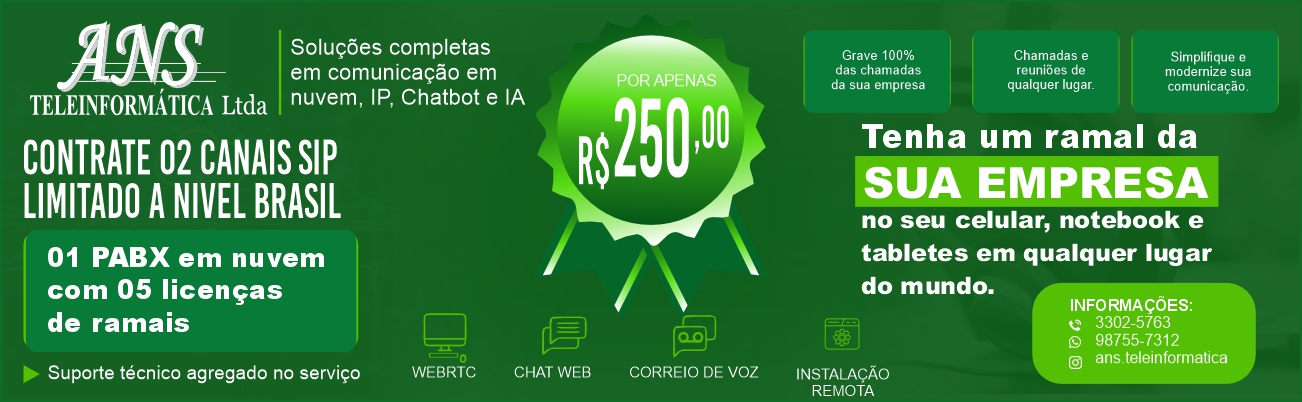 ANS
TELEINFORMÁTICA Ltda
Soluções completas
em comunicação em
nuvem, IP, Chatbot e IA
CONTRATE 02 CANAIS SIP
LIMITADO A NIVEL BRASIL
01 PABX em nuvem
com 05 licenças
de ramais
Suporte técnico agregado no serviço
POR APENAS
R$250,00
WEBRTC
CHAT WEB
CORREIO DE VOZ
INSTALAÇÃO
REMOTA
Grave 100%
das chamadas
da sua empresa
Chamadas e
reuniões de
qualquer lugar.
Simplifique e
modernize sua
comunicação.
Tenha um ramal da
SUA EMPRESA
no seu celular, notebook e
tabletes em qualquer lugar
do mundo.
INFORMAÇÕES:
3302-5763
98755-7312
ans.teleinformatica